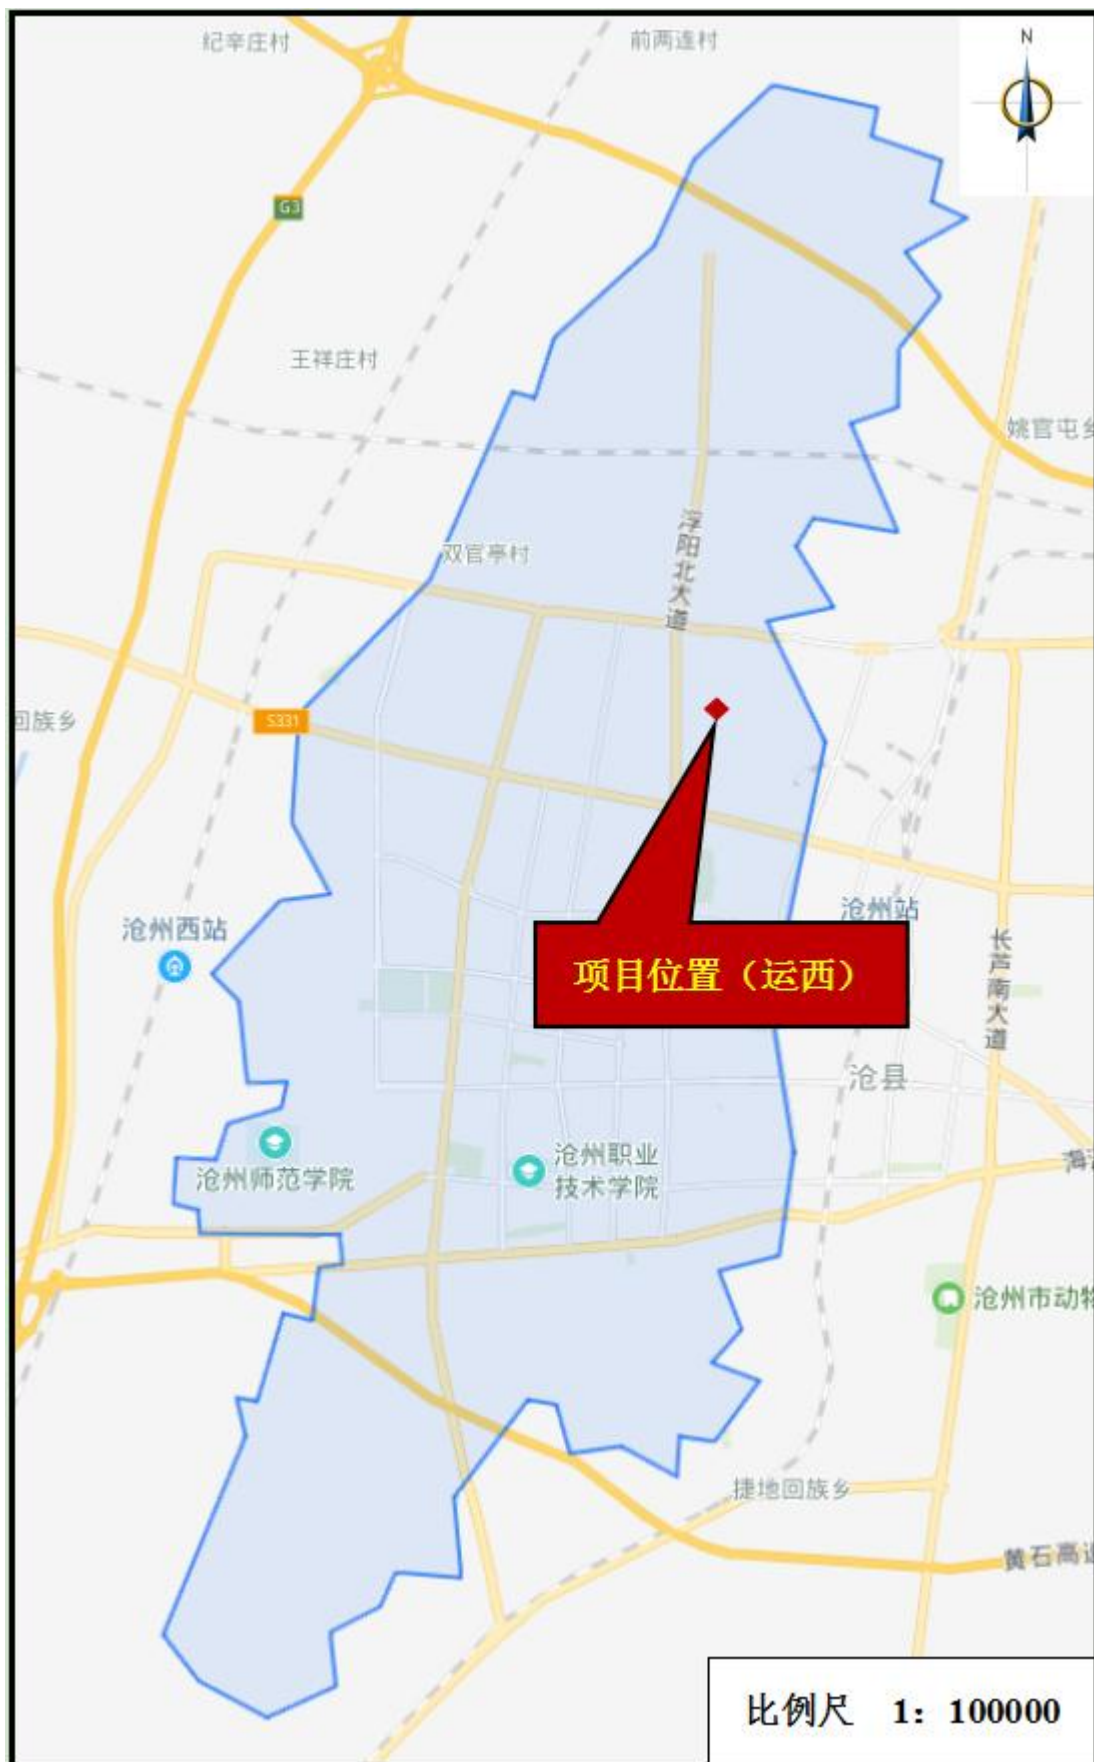 纪辛庄村
前两连村
N
G3
王祥庄村
姚官屯乡
双官亭村
浮阳北大道
回族乡
S331
沧州西站
沧州站
项目位置（运西）
长芦南大道
沧县
沧州师范学院
沧州职业
技术学院
沧州市动物
捷地回族乡
黄石高速
比例尺 1：100000